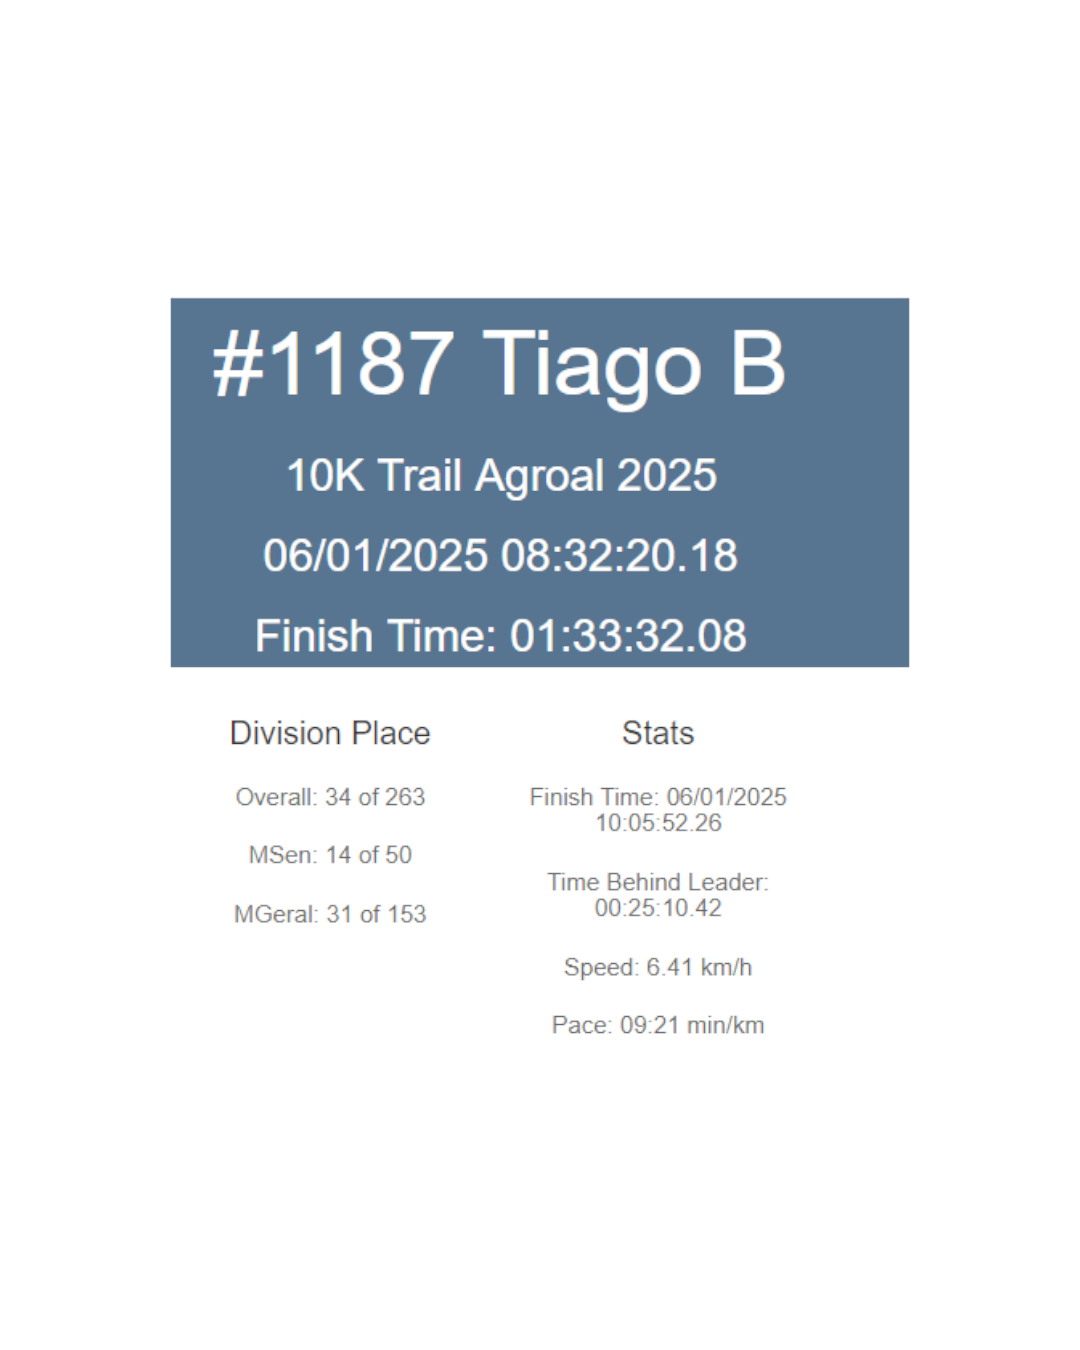 #1187 Tiago B
10K Trail Agroal 2025
06/01/2025 08:32:20.18
Finish Time: 01:33:32.08
Division Place
Overall: 34 of 263
MSen: 14 of 50
MGeral: 31 of 153
Stats
Finish Time: 06/01/2025
10:05:52.26
Time Behind Leader:
00:25:10.42
Speed: 6.41 km/h
Pace: 09:21 min/km